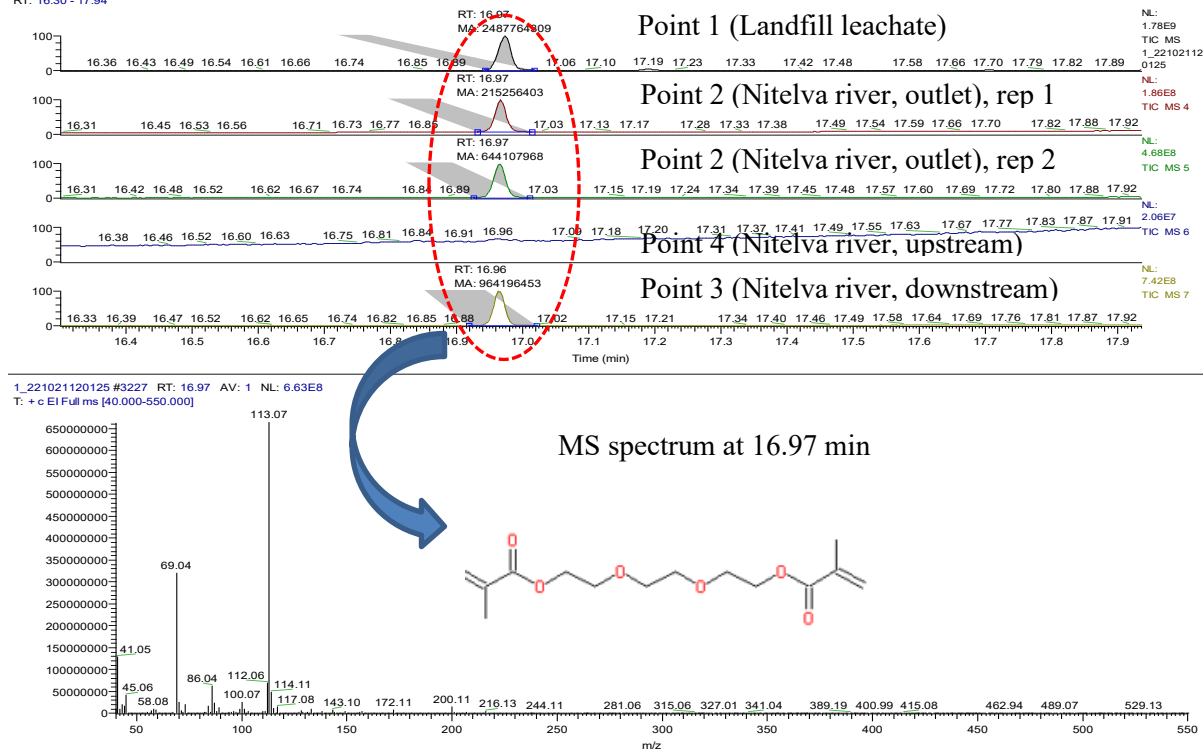 RT: 16.30 - 17.94
RT: 16.97
MA: 2487764309
Point 1 (Landfill leachate)
NL:
1.78E9
TIC MS
1_22102112
0125
100
0
16.36 16.43 16.49 16.54 16.61 16.66 16.74 16.85 16.89 17.06 17.10 17.19 17.23 17.33 17.42 17.48 17.58 17.66 17.70 17.79 17.82 17.89
RT: 16.97
MA: 215256403
Point 2 (Nitelva river, outlet), rep 1
NL:
1.86E8
TIC MS 4
100
0
16.31 16.45 16.53 16.56 16.71 16.73 16.77 16.85 17.03 17.13 17.17 17.28 17.33 17.38 17.49 17.54 17.59 17.66 17.70 17.82 17.88 17.92
RT: 16.97
MA: 644107968
Point 2 (Nitelva river, outlet), rep 2
NL:
4.68E8
TIC MS 5
100
0
16.31 16.42 16.48 16.52 16.62 16.67 16.74 16.84 16.89 17.03 17.15 17.19 17.24 17.34 17.39 17.45 17.48 17.57 17.60 17.69 17.72 17.80 17.88 17.92
NL:
2.06E7
TIC MS 6
100
0
16.38 16.46 16.52 16.60 16.63 16.75 16.81 16.84 16.91 16.96 17.09 17.18 17.20 17.31 17.37 17.41 17.49 17.55 17.63 17.67 17.77 17.83 17.87 17.91
Point 4 (Nitelva river, upstream)
RT: 16.96
MA: 964196453
Point 3 (Nitelva river, downstream)
NL:
7.42E8
TIC MS 7
100
0
16.33 16.39 16.47 16.52 16.62 16.65 16.74 16.82 16.85 16.88 17.02 17.15 17.21 17.34 17.40 17.46 17.49 17.58 17.64 17.69 17.76 17.81 17.87 17.92
16.4 16.5 16.6 16.7 16.8 16.9 17.0 17.1 17.2 17.3 17.4 17.5 17.6 17.7 17.8 17.9
Time (min)
1_221021120125 #3227 RT: 16.97 AV: 1 NL: 6.63E8
T: + c EI Full ms [40.000-550.000]
MS spectrum at 16.97 min
113.07
650000000
600000000
550000000
500000000
450000000
400000000
350000000
300000000
250000000
200000000
150000000
100000000
50000000
0
69.04
41.05
45.06
58.08
86.04
100.07
112.06
114.11
117.08
143.10 172.11 200.11 216.13 244.11 281.06 315.06 327.01 341.04 389.19 400.99 415.08 462.94 489.07 529.13
O
O
O
O
O
O
50 100 150 200 250 300 350 400 450 500 550
m/z